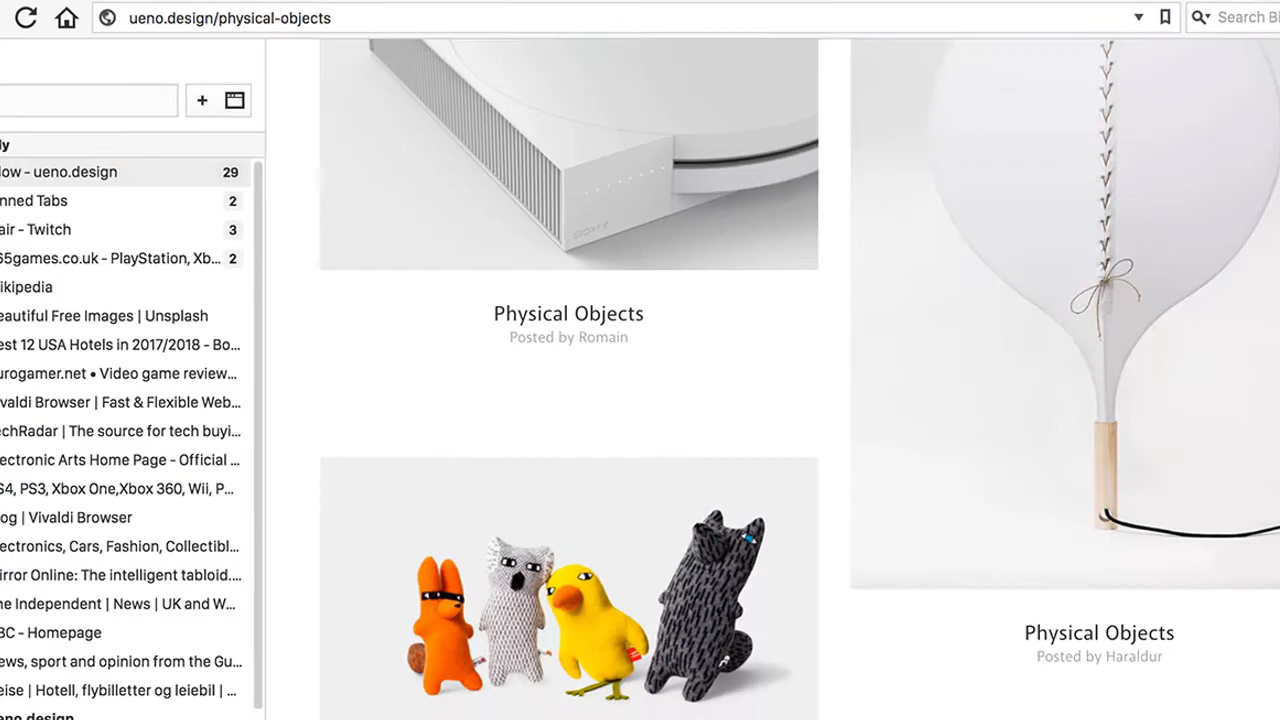 ueno.design/physical-objects
Search Bi
ly
low - ueno.design 29
nned Tabs 2
air - Twitch 3
65games.co.uk - PlayStation, Xb... 2
ikipedia
eautiful Free Images | Unsplash
est 12 USA Hotels in 2017/2018 - Bo...
urogamer.net • Video game review...
valdi Browser | Fast & Flexible Web...
echRadar | The source for tech buyi...
ectronic Arts Home Page - Official ...
S4, PS3, Xbox One,Xbox 360, Wii, P...
og | Vivaldi Browser
ectronics, Cars, Fashion, Collectibl...
irror Online: The intelligent tabloid....
he Independent | News | UK and W...
BC - Homepage
ews, sport and opinion from the Gu...
eise | Hotell, flybilletter og leiebil | ...
eno.design
SONY
Physical Objects
Posted by Romain
Physical Objects
Posted by Haraldur